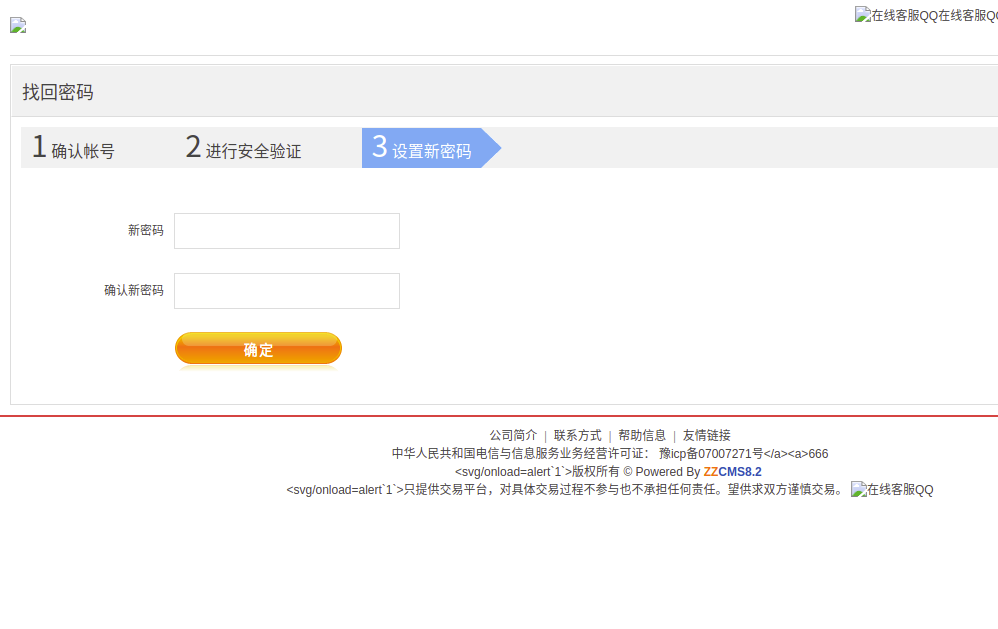 在线客服QQ在线客服QQ
找回密码
1 确认帐号 2 进行安全验证 3 设置新密码
新密码
确认新密码
确定
公司简介 | 联系方式 | 帮助信息 | 友情链接
中华人民共和国电信与信息服务业务经营许可证： 豫icp备07007271号</a><a>666
<svg/onload=alert`1`>版权所有 © Powered By ZZCMS8.2
<svg/onload=alert`1`>只提供交易平台，对具体交易过程不参与也不承担任何责任。望供求双方谨慎交易。 在线客服QQ